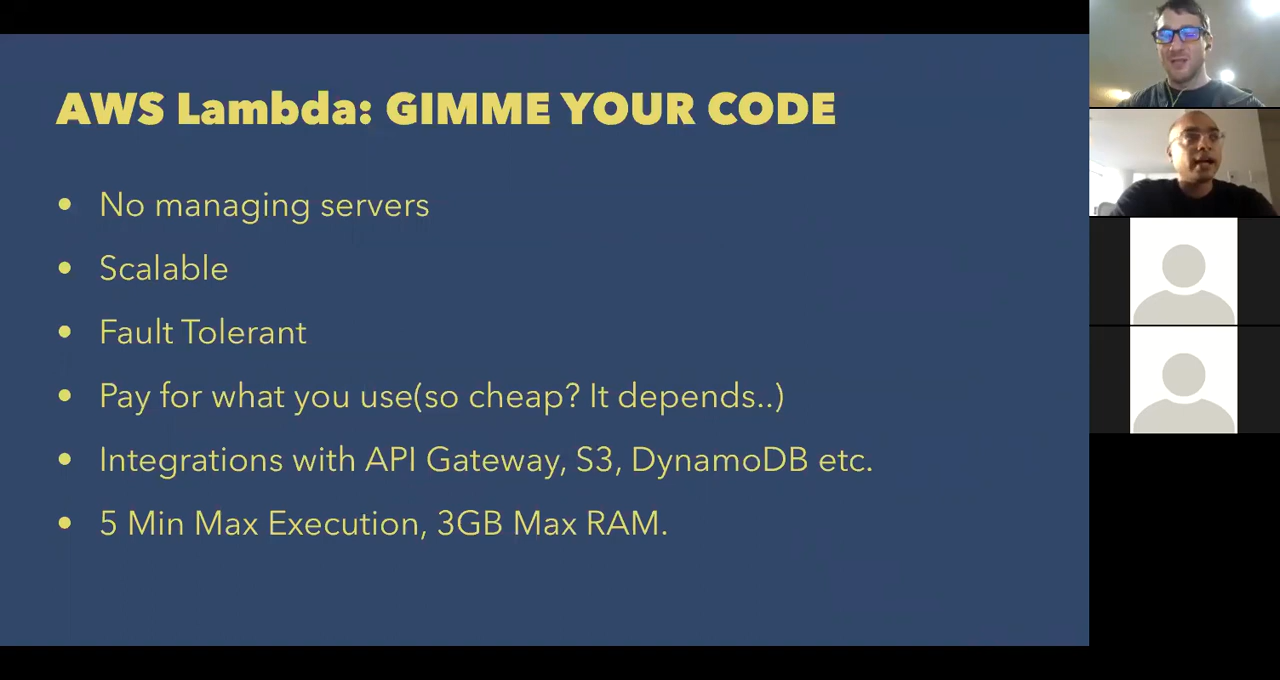 AWS Lambda: GIMME YOUR CODE
• No managing servers
• Scalable
• Fault Tolerant
• Pay for what you use(so cheap? It depends..)
• Integrations with API Gateway, S3, DynamoDB etc.
• 5 Min Max Execution, 3GB Max RAM.